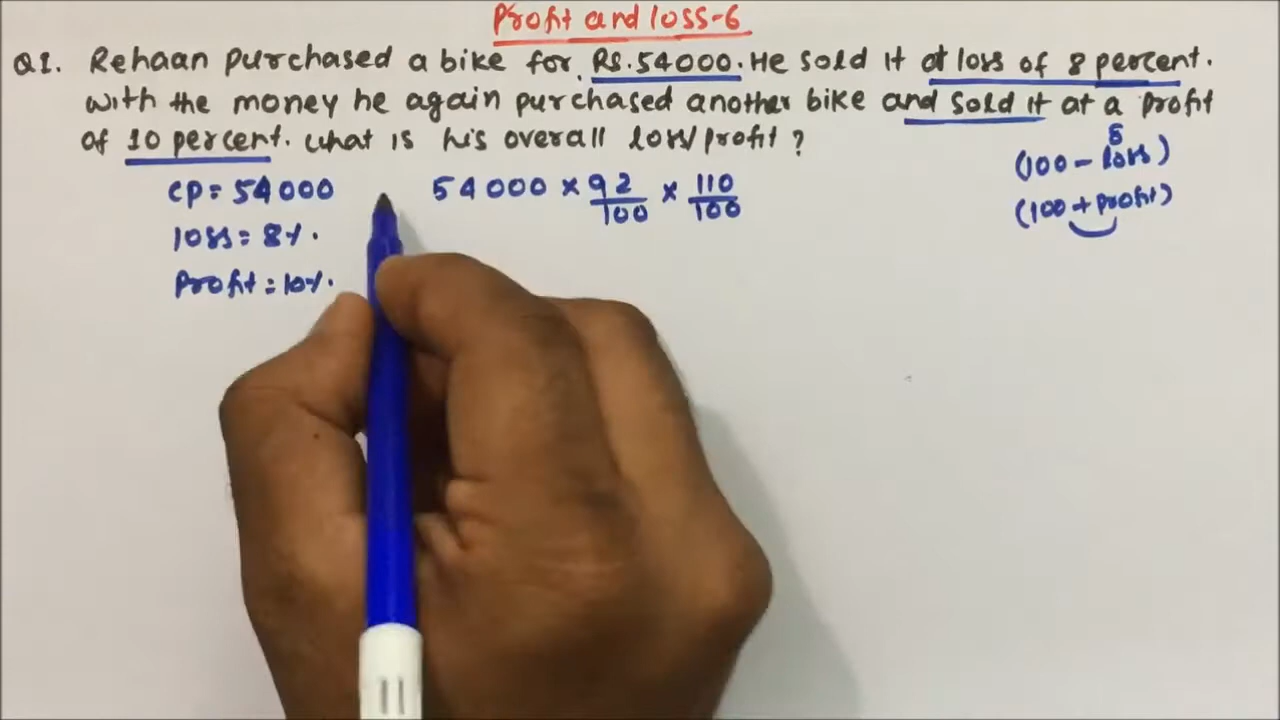 Profit and loss-6
Q1. Rehaan purchased a bike for Rs.54000. He sold it at loss of 8 percent.
with the money he again purchased another bike and sold it at a profit
of 10 percent. what is his overall loss/profit ?
8
(100 - loss)
(100 + profit)
CP = 54000
loss = 8%.
Profit = 10%.
54000 × 92/100 × 110/100